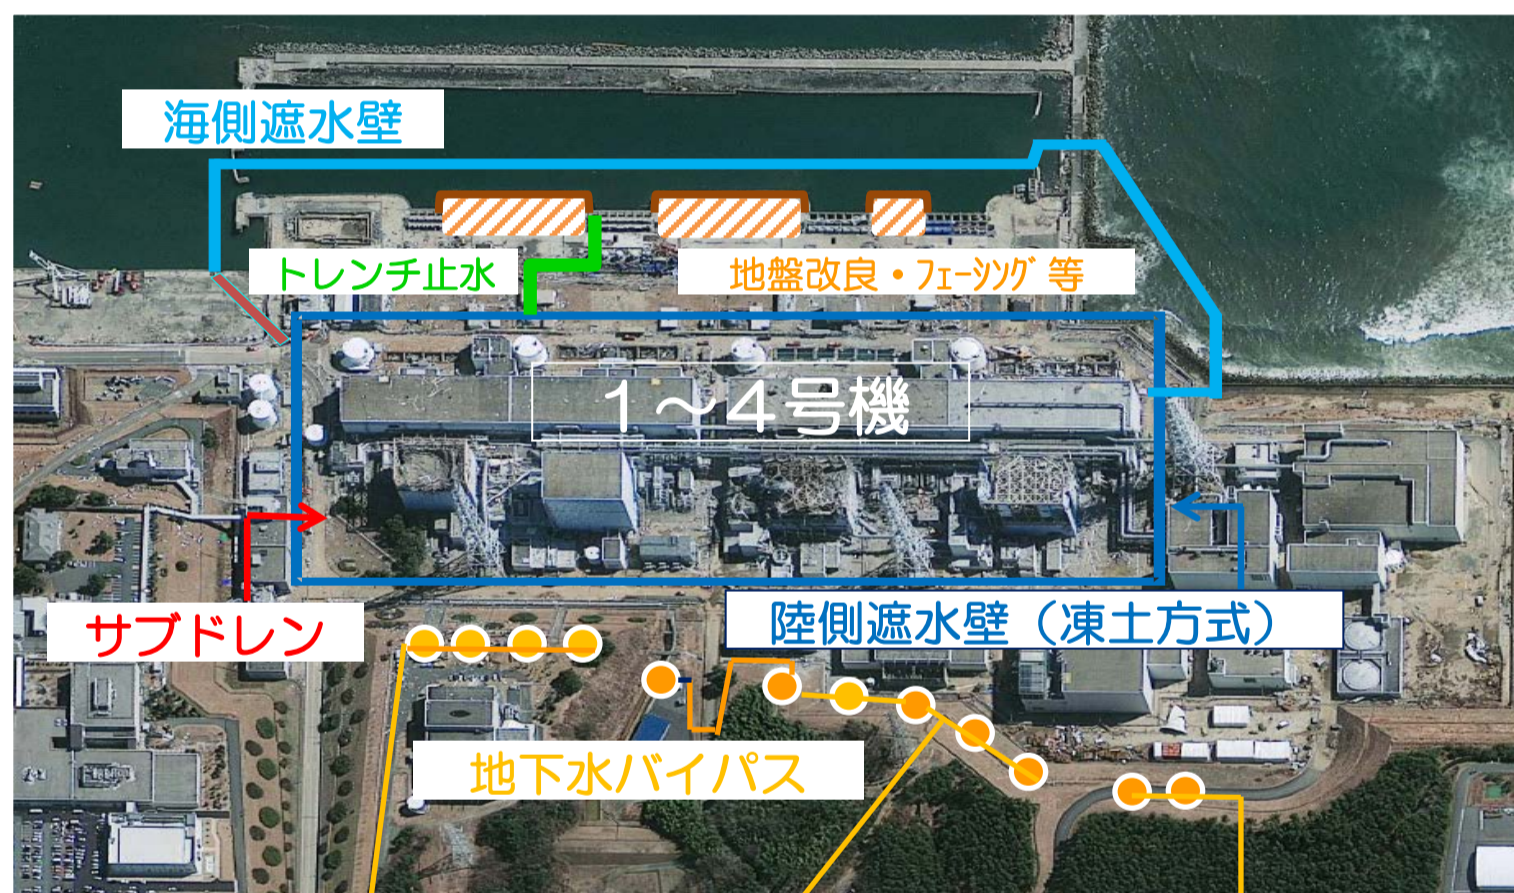 海側遮水壁
トレンチ止水
地盤改良・ﾌｪｰｼﾝｸﾞ等
１～４号機
サブドレン
陸側遮水壁（凍土方式）
地下水バイパス